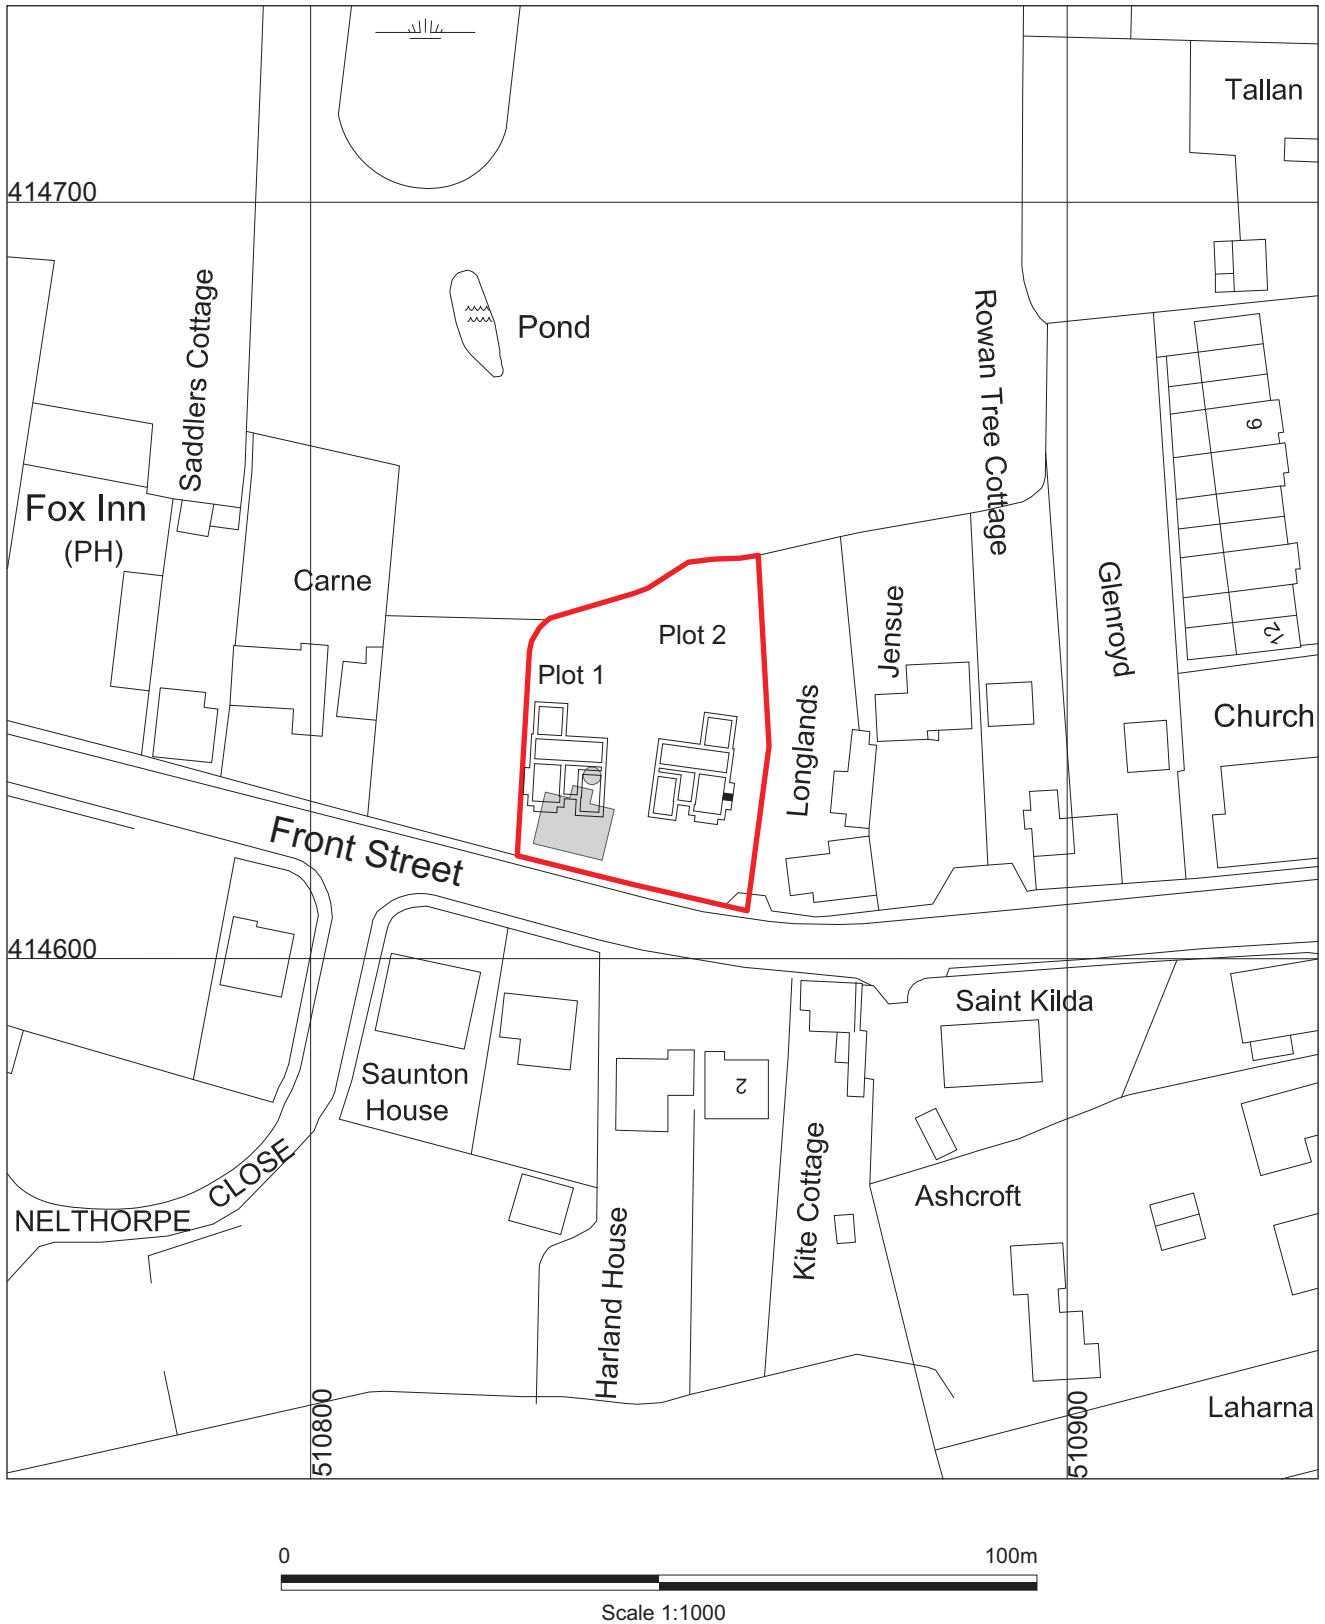 Tallan
414700
Saddlers Cottage
Pond
Rowan Tree Cottage
9
Fox Inn
(PH)
Carne
Glenroyd
Jensue
12
Plot 2
Plot 1
Longlands
Church
Front Street
414600
Saint Kilda
Saunton
House
2
Kite Cottage
CLOSE
NELTHORPE
Ashcroft
Harland House
510800
510900
Laharna
0
100m
Scale 1:1000